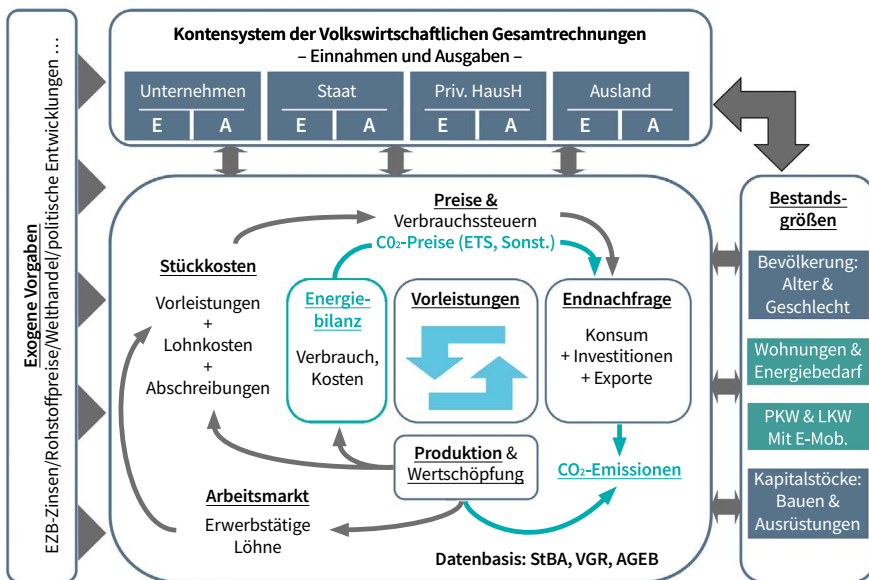 Exogene Vorgaben
EZB-Zinsen/Rohstoffpreise/Welthandel/politische Entwicklungen ...
Kontensystem der Volkswirtschaftlichen Gesamtrechnungen
– Einnahmen und Ausgaben –
Unternehmen
E A
Staat
E A
Priv. HausH
E A
Ausland
E A
Preise &
Verbrauchssteuern
C0₂-Preise (ETS, Sonst.)
Stückkosten
Vorleistungen
+
Lohnkosten
+
Abschreibungen
Energie-
bilanz
Verbrauch,
Kosten
Vorleistungen
Endnachfrage
Konsum
+ Investitionen
+ Exporte
Produktion &
Wertschöpfung
CO₂-Emissionen
Arbeitsmarkt
Erwerbstätige
Löhne
Datenbasis: StBA, VGR, AGEB
Bestands-
größen
Bevölkerung:
Alter &
Geschlecht
Wohnungen &
Energiebedarf
PKW & LKW
Mit E-Mob.
Kapitalstöcke:
Bauen &
Ausrüstungen